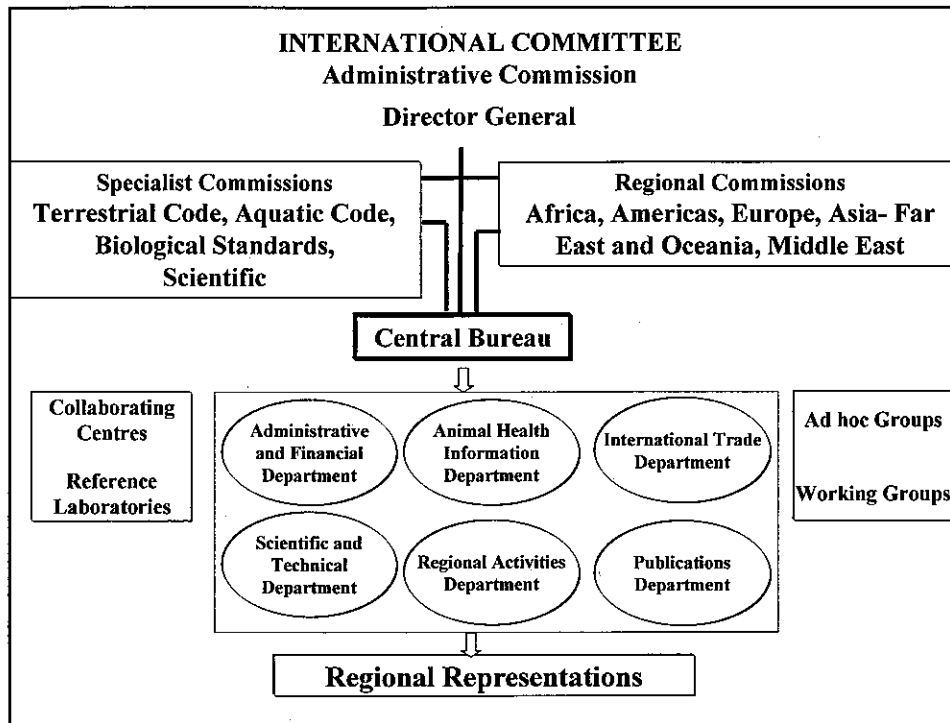 INTERNATIONAL COMMITTEE
Administrative Commission
Director General
Specialist Commissions
Terrestrial Code, Aquatic Code,
Biological Standards,
Scientific
Regional Commissions
Africa, Americas, Europe, Asia- Far
East and Oceania, Middle East
Central Bureau
Collaborating
Centres
Reference
Laboratories
Administrative
and Financial
Department
Animal Health
Information
Department
International Trade
Department
Scientific and
Technical
Department
Regional Activities
Department
Publications
Department
Ad hoc Groups
Working Groups
Regional Representations